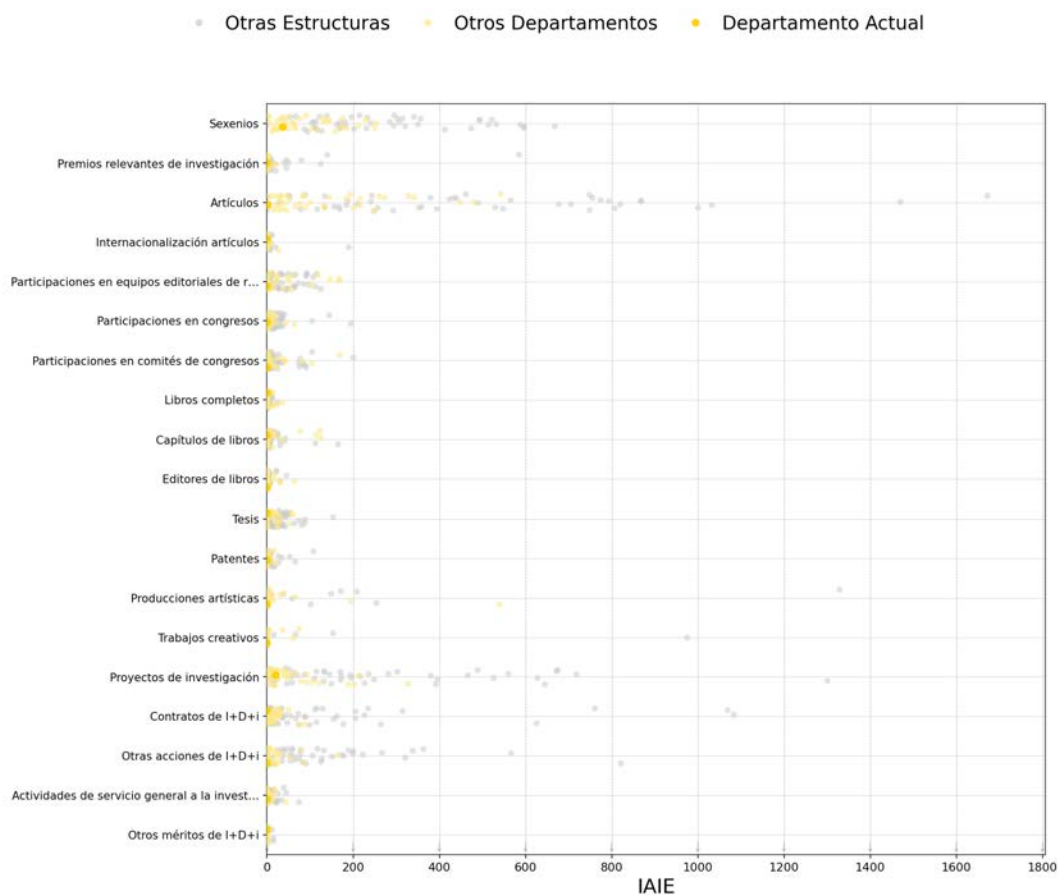 Otras Estructuras Otros Departamentos Departamento Actual
Sexenios
Premios relevantes de investigación
Artículos
Internacionalización artículos
Participaciones en equipos editoriales de r...
Participaciones en congresos
Participaciones en comités de congresos
Libros completos
Capítulos de libros
Editores de libros
Tesis
Patentes
Producciones artísticas
Trabajos creativos
Proyectos de investigación
Contratos de I+D+i
Otras acciones de I+D+i
Actividades de servicio general a la invest...
Otros méritos de I+D+i
0 200 400 600 800 1000 1200 1400 1600 1800
IAIE